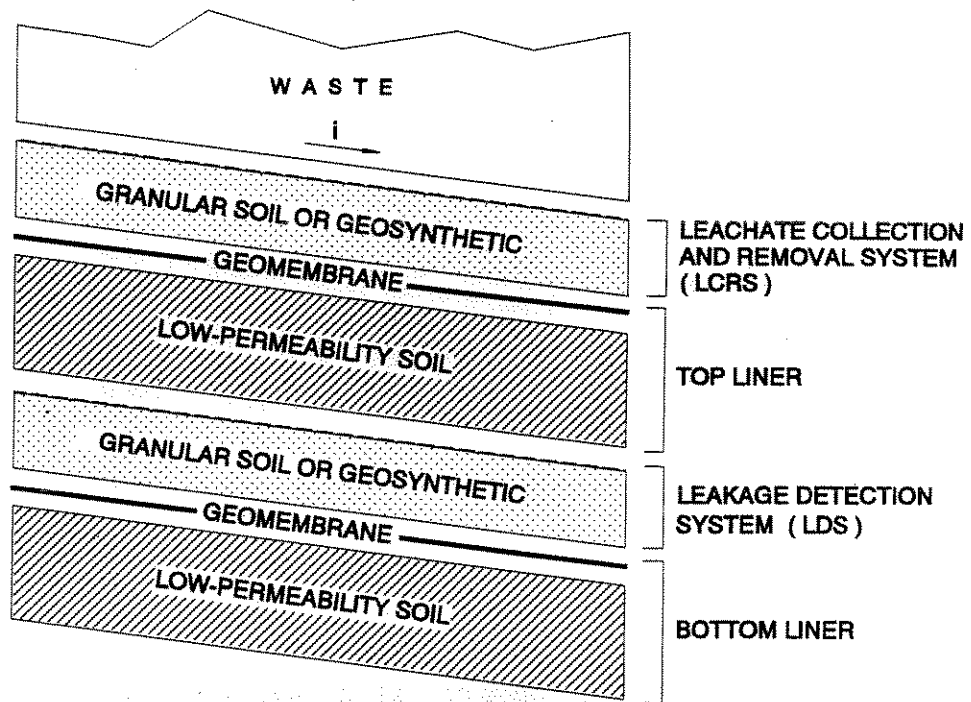 W A S T E
i
GRANULAR SOIL OR GEOSYNTHETIC
LEACHATE COLLECTION
AND REMOVAL SYSTEM
( LCRS )
GEOMEMBRANE
LOW-PERMEABILITY SOIL
TOP LINER
GRANULAR SOIL OR GEOSYNTHETIC
LEAKAGE DETECTION
SYSTEM ( LDS )
GEOMEMBRANE
LOW-PERMEABILITY SOIL
BOTTOM LINER